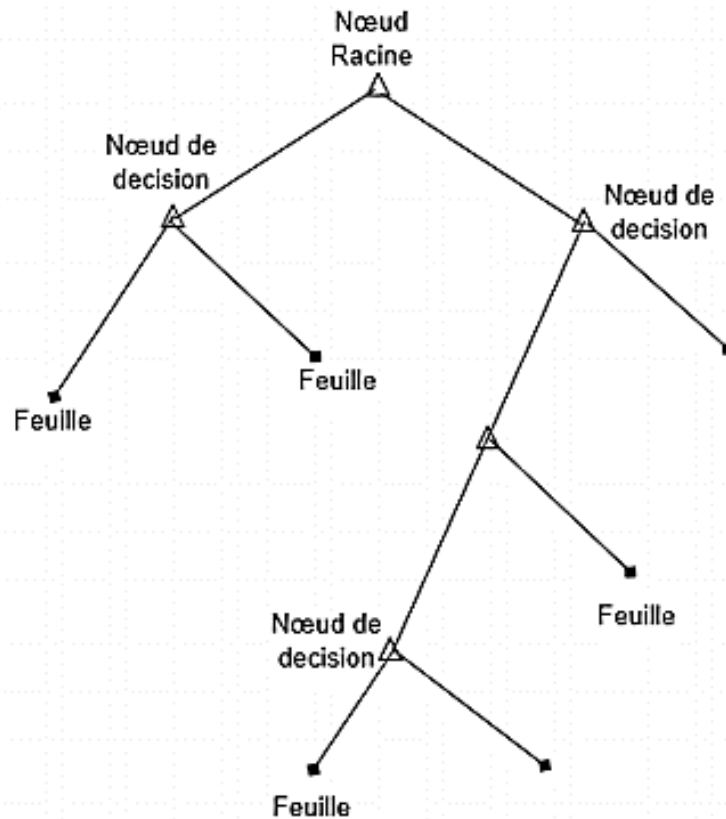 Nœud
Racine
Nœud de
decision
Nœud de
decision
Feuille
Feuille
Feuille
Nœud de
decision
Feuille